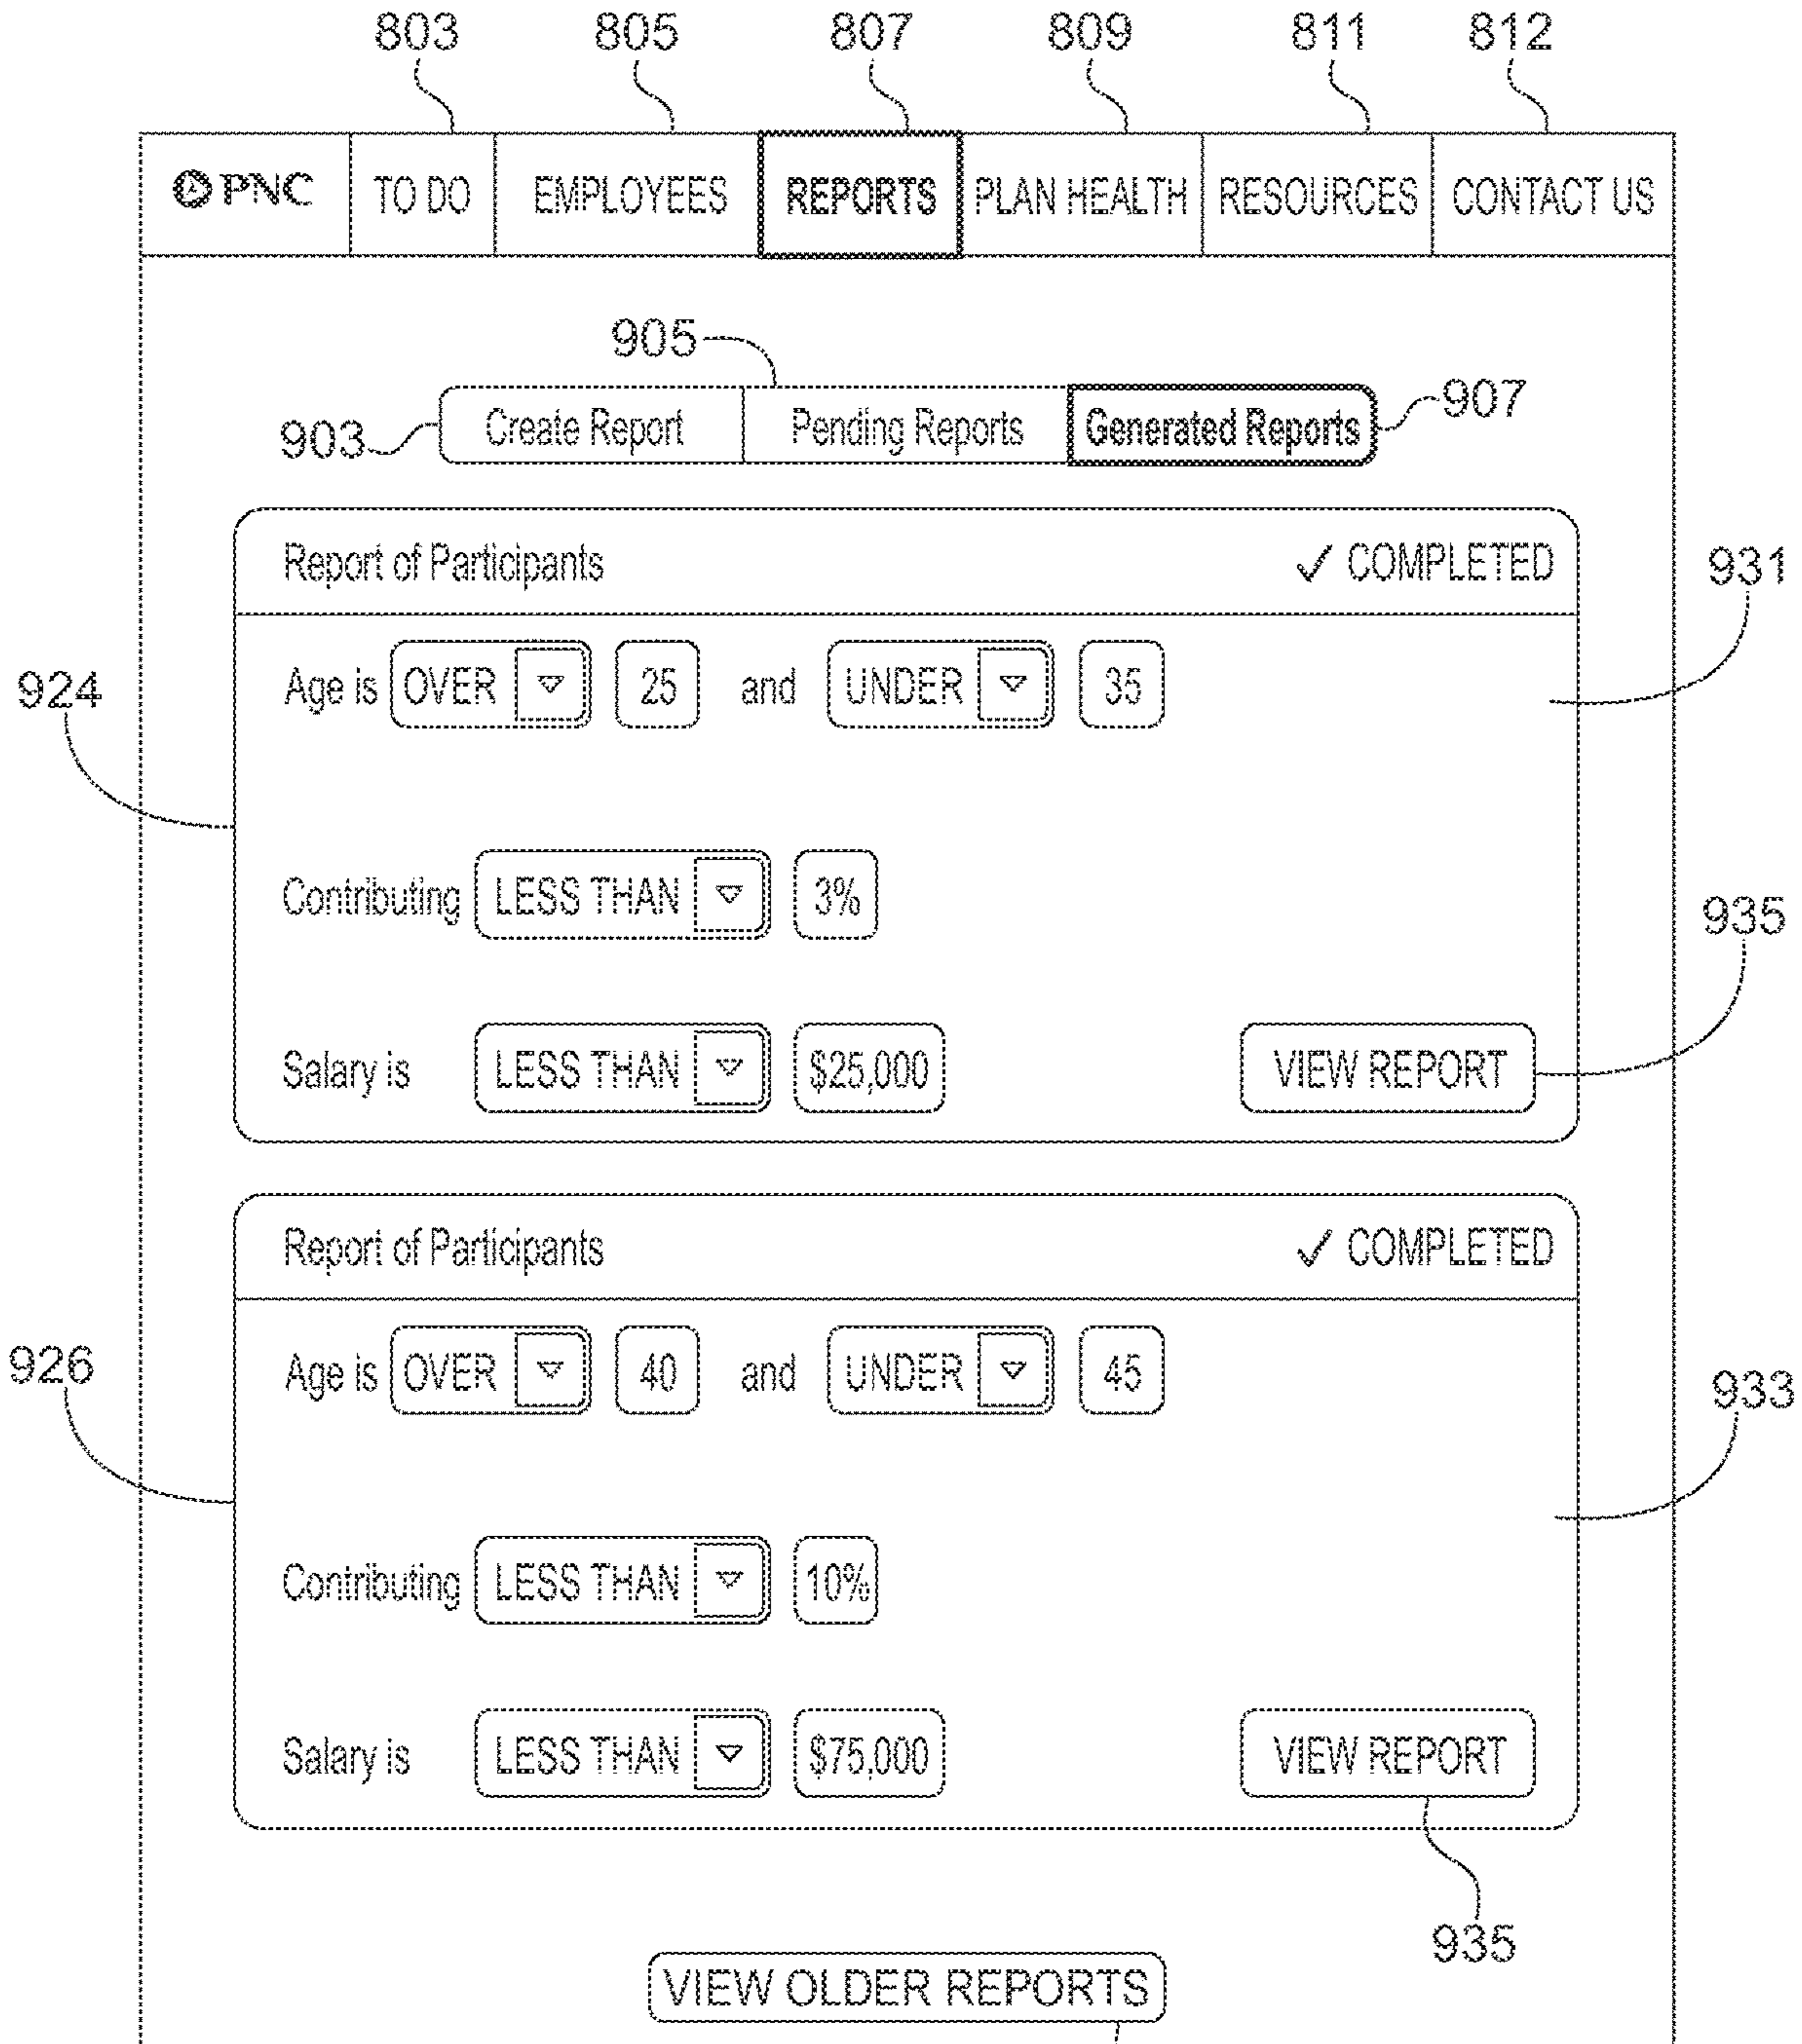 803 805 807 809 811 812
PNC TO DO EMPLOYEES REPORTS PLAN HEALTH RESOURCES CONTACT US
905
903 Create Report Pending Reports Generated Reports 907
Report of Participants ✓ COMPLETED
931
924
Age is OVER 25 and UNDER 35
Contributing LESS THAN 3%
935
Salary is LESS THAN $25,000 VIEW REPORT
Report of Participants ✓ COMPLETED
926
Age is OVER 40 and UNDER 45
933
Contributing LESS THAN 10%
Salary is LESS THAN $75,000 VIEW REPORT
935
VIEW OLDER REPORTS